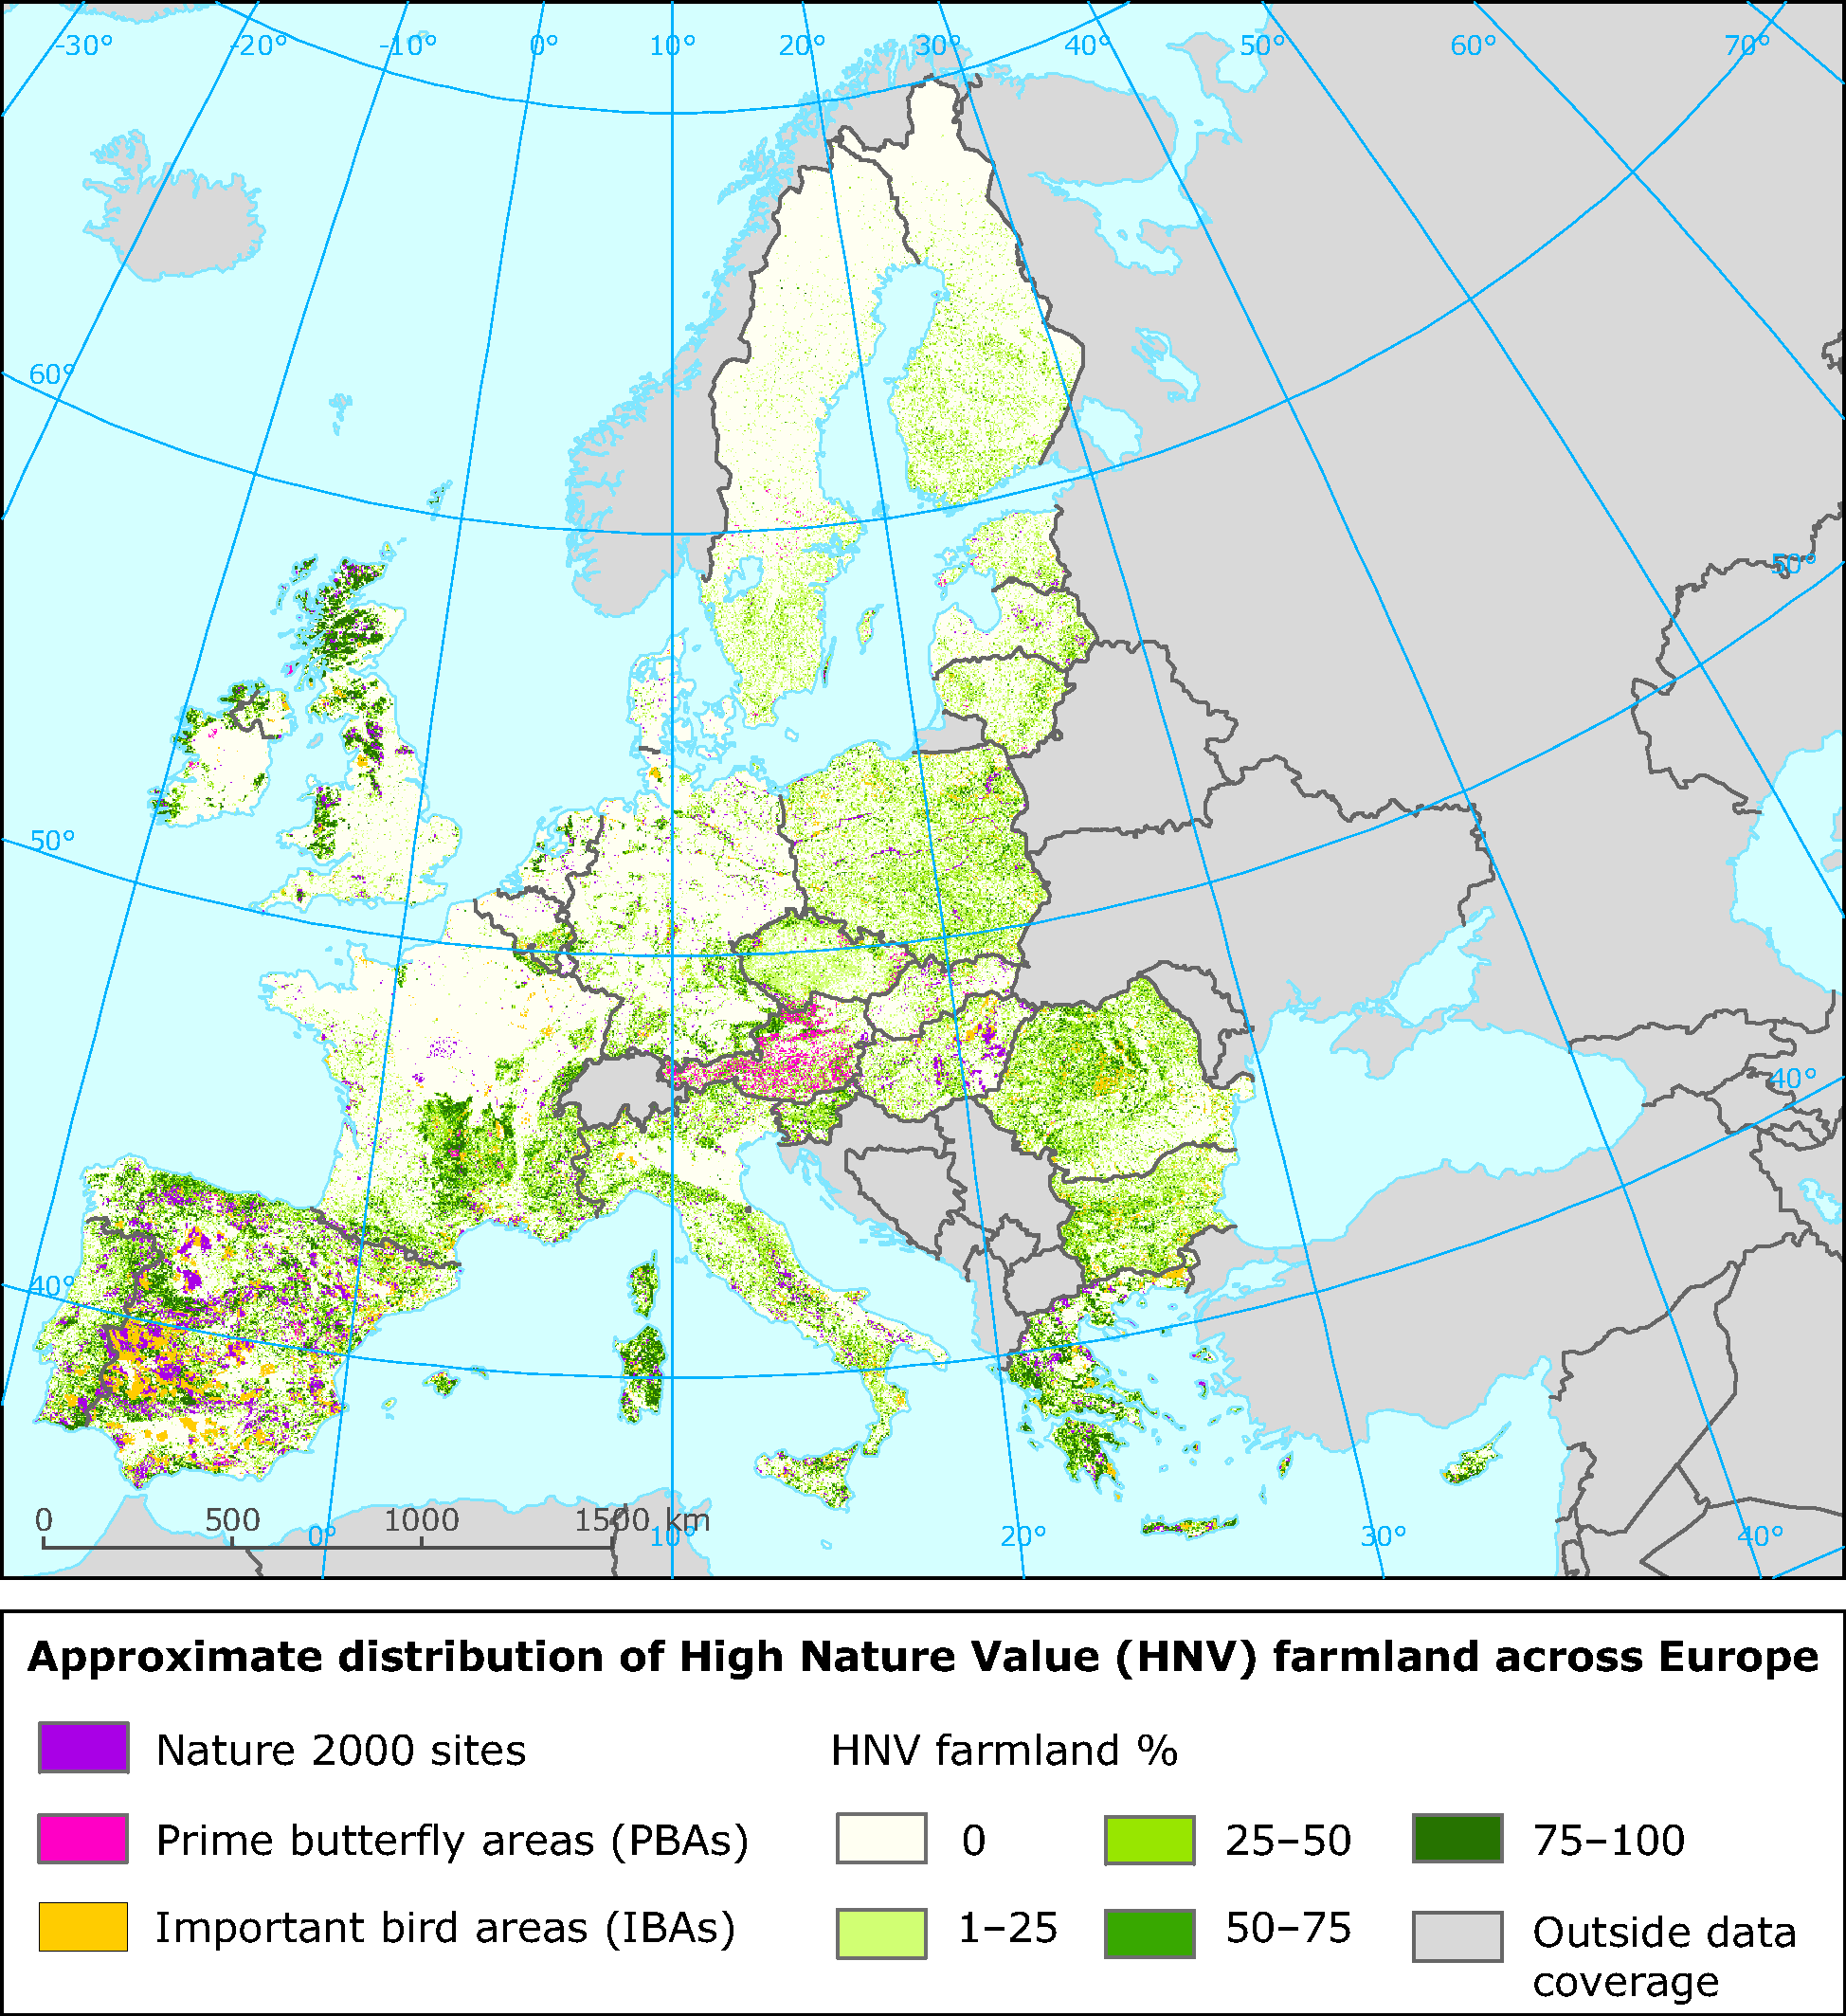 -30° -20° -10° 0° 10° 20° 30° 40° 50° 60° 70°
60°
50°
50°
40°
40°
0 500 1000 1500 km
0° 10° 20° 30° 40°
Approximate distribution of High Nature Value (HNV) farmland across Europe
Nature 2000 sites
HNV farmland %
Prime butterfly areas (PBAs)
0
25–50
75–100
Important bird areas (IBAs)
1–25
50–75
Outside data
coverage